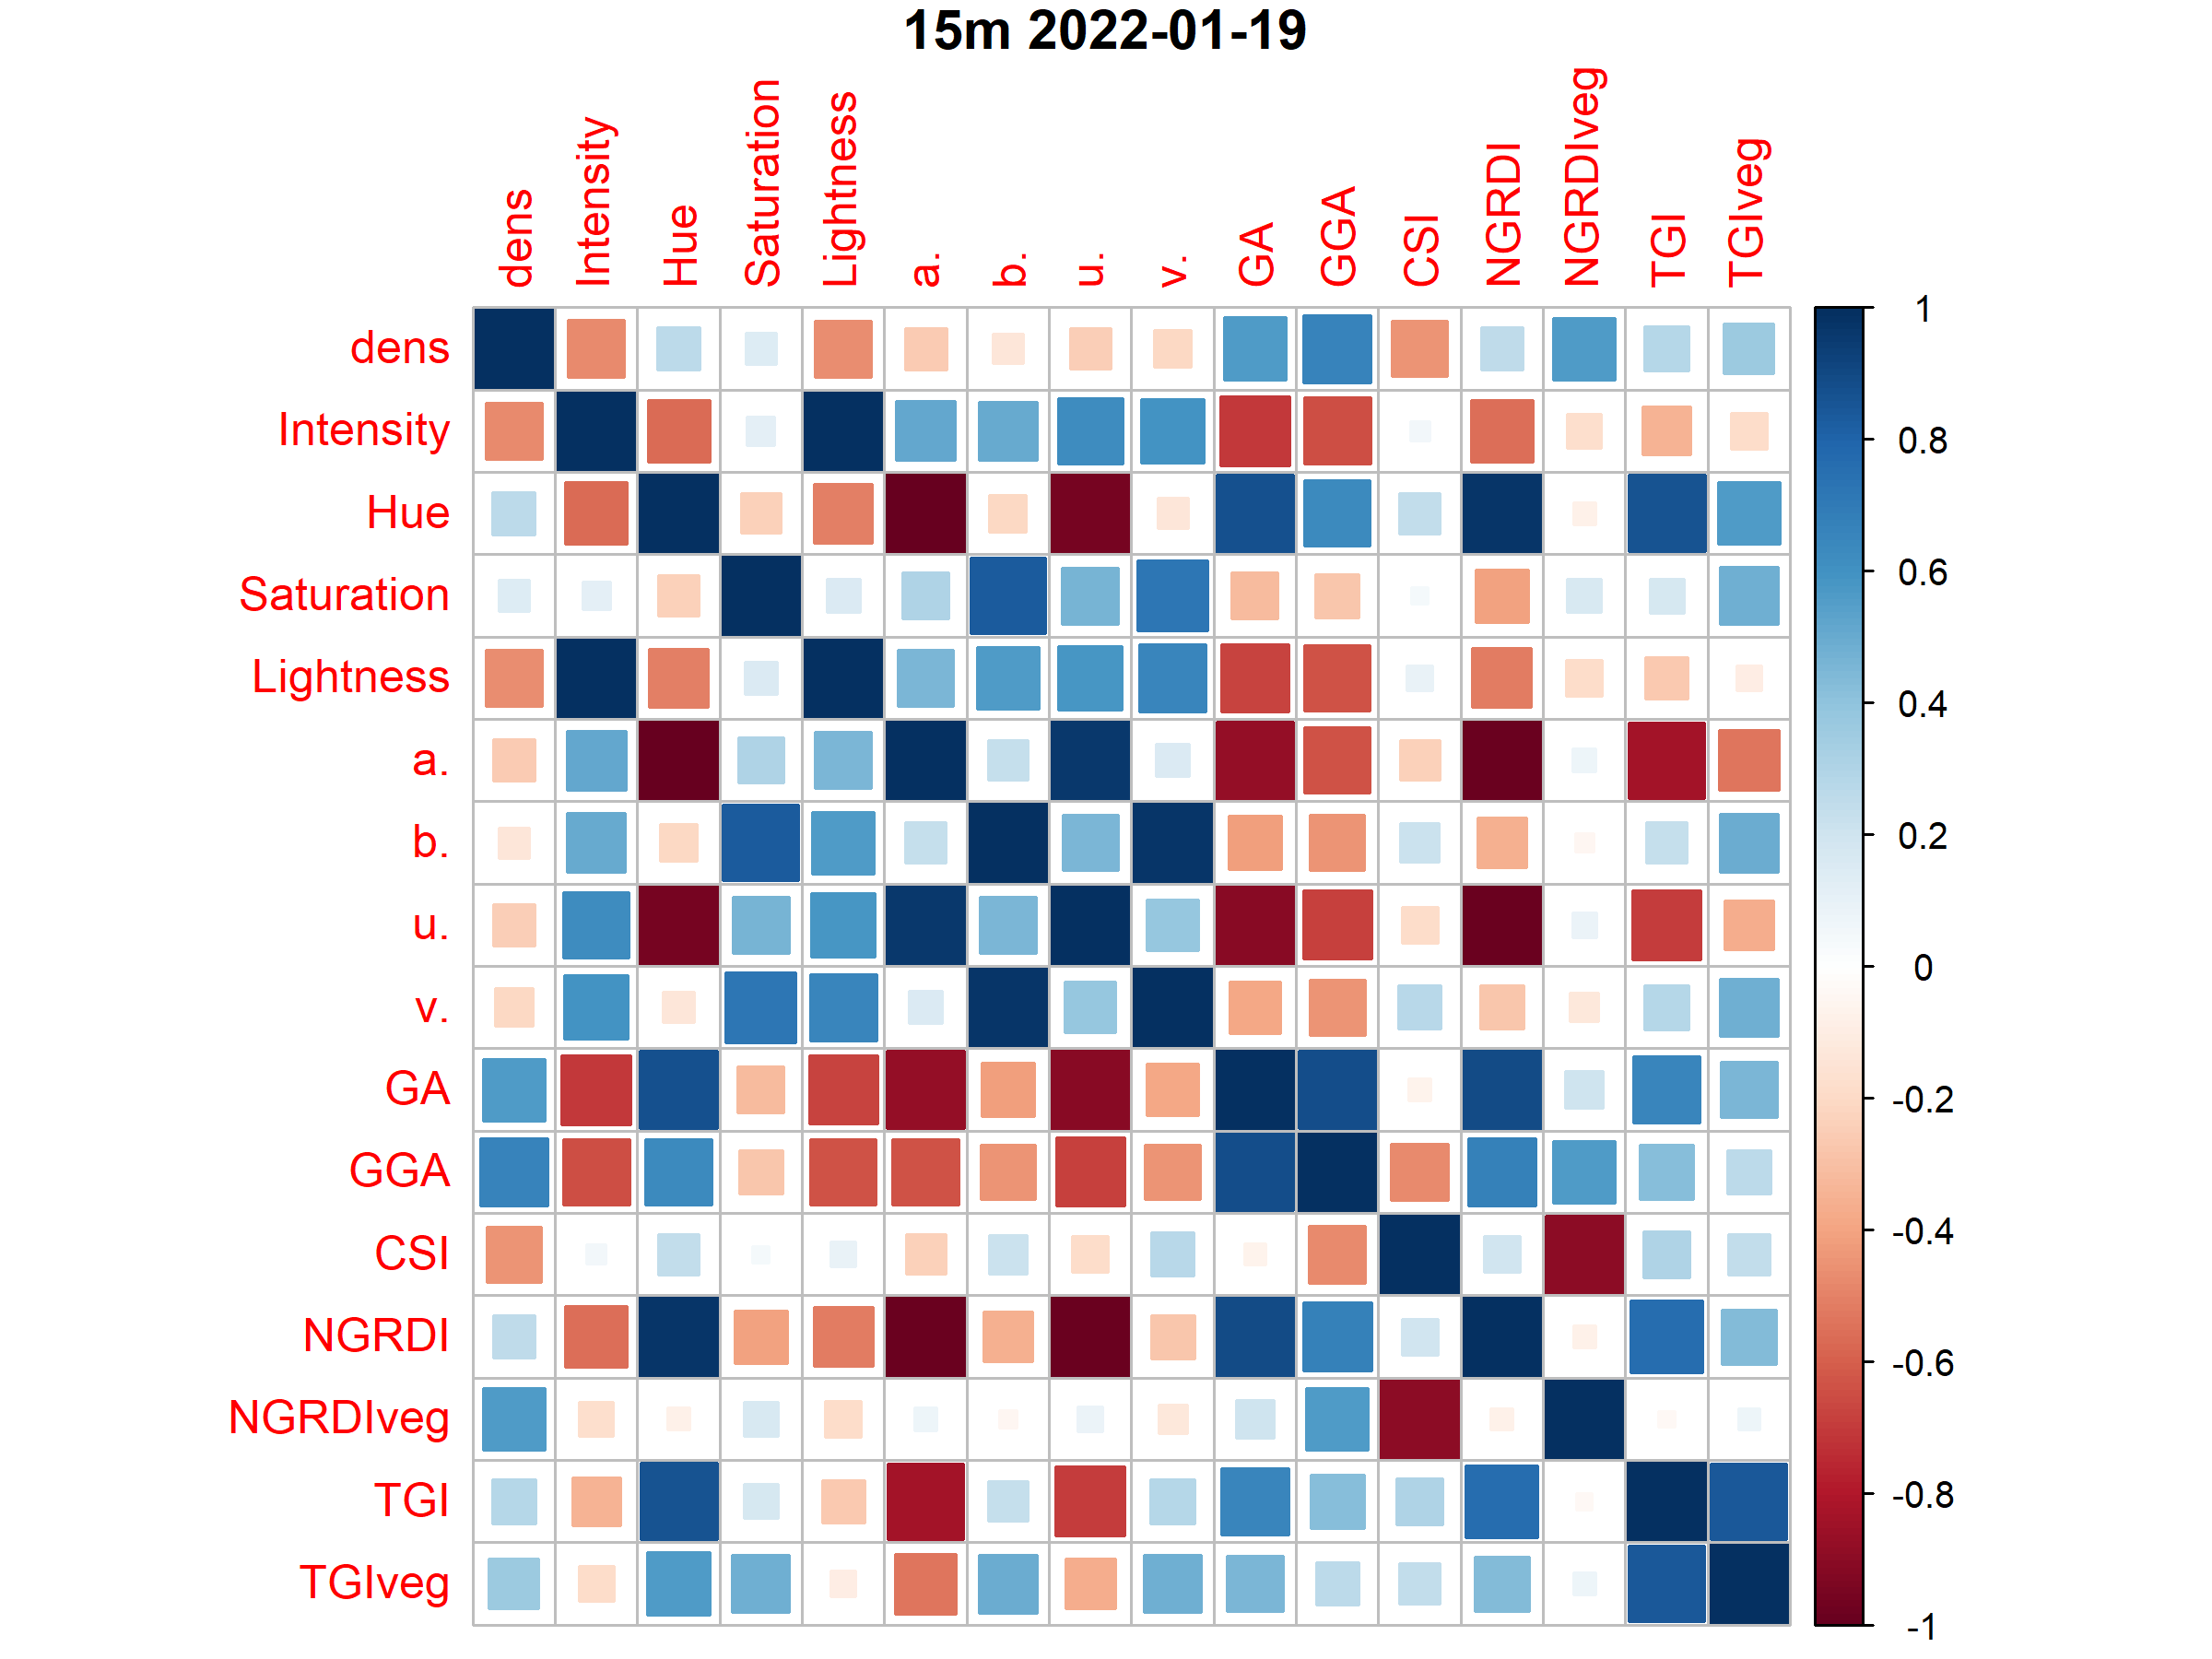 15m 2022-01-19
dens Intensity Hue Saturation Lightness a. b. u. v. GA GGA CSI NGRDI NGRDIveg TGI TGIveg
dens
Intensity
Hue
Saturation
Lightness
a.
b.
u.
v.
GA
GGA
CSI
NGRDI
NGRDIveg
TGI
TGIveg
1
0.8
0.6
0.4
0.2
0
-0.2
-0.4
-0.6
-0.8
-1